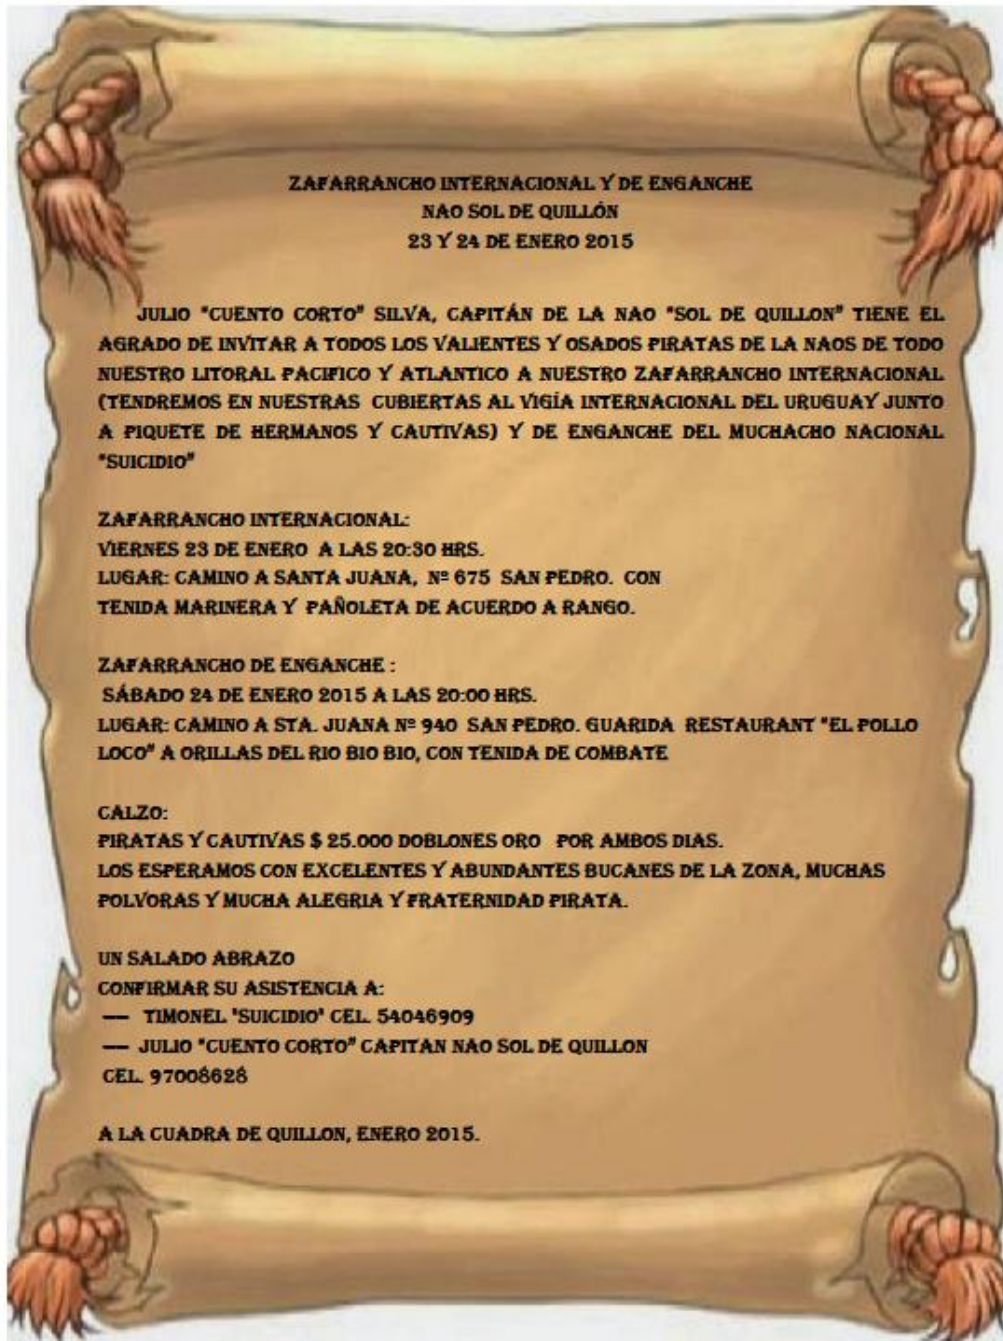 ZAFARRANCHO INTERNACIONAL Y DE ENGANCHE
NAO SOL DE QUILLÓN
23 Y 24 DE ENERO 2015
JULIO "CUENTO CORTO" SILVA, CAPITÁN DE LA NAO "SOL DE QUILLON" TIENE EL
AGRADO DE INVITAR A TODOS LOS VALIENTES Y OSADOS PIRATAS DE LA NAOS DE TODO
NUESTRO LITORAL PACIFICO Y ATLANTICO A NUESTRO ZAFARRANCHO INTERNACIONAL
(TENDREMOS EN NUESTRAS CUBIERTAS AL VIGÍA INTERNACIONAL DEL URUGUAY JUNTO
A PIQUETE DE HERMANOS Y CAUTIVAS) Y DE ENGANCHE DEL MUCHACHO NACIONAL
"SUICIDIO"
ZAFARRANCHO INTERNACIONAL:
VIERNES 23 DE ENERO A LAS 20:30 HRS.
LUGAR: CAMINO A SANTA JUANA, Nº 675 SAN PEDRO. CON
TENIDA MARINERA Y PAÑOLETA DE ACUERDO A RANGO.
ZAFARRANCHO DE ENGANCHE :
SÁBADO 24 DE ENERO 2015 A LAS 20:00 HRS.
LUGAR: CAMINO A STA. JUANA Nº 940 SAN PEDRO. GUARIDA RESTAURANT "EL POLLO
LOCO" A ORILLAS DEL RIO BIO BIO, CON TENIDA DE COMBATE
CALZO:
PIRATAS Y CAUTIVAS $ 25.000 DOBLONES ORO POR AMBOS DIAS.
LOS ESPERAMOS CON EXCELENTES Y ABUNDANTES BUCANES DE LA ZONA, MUCHAS
POLVORAS Y MUCHA ALEGRIA Y FRATERNIDAD PIRATA.
UN SALADO ABRAZO
CONFIRMAR SU ASISTENCIA A:
— TIMONEL "SUICIDIO" CEL. 54046909
— JULIO "CUENTO CORTO" CAPITAN NAO SOL DE QUILLON
CEL. 97008628
A LA CUADRA DE QUILLON, ENERO 2015.